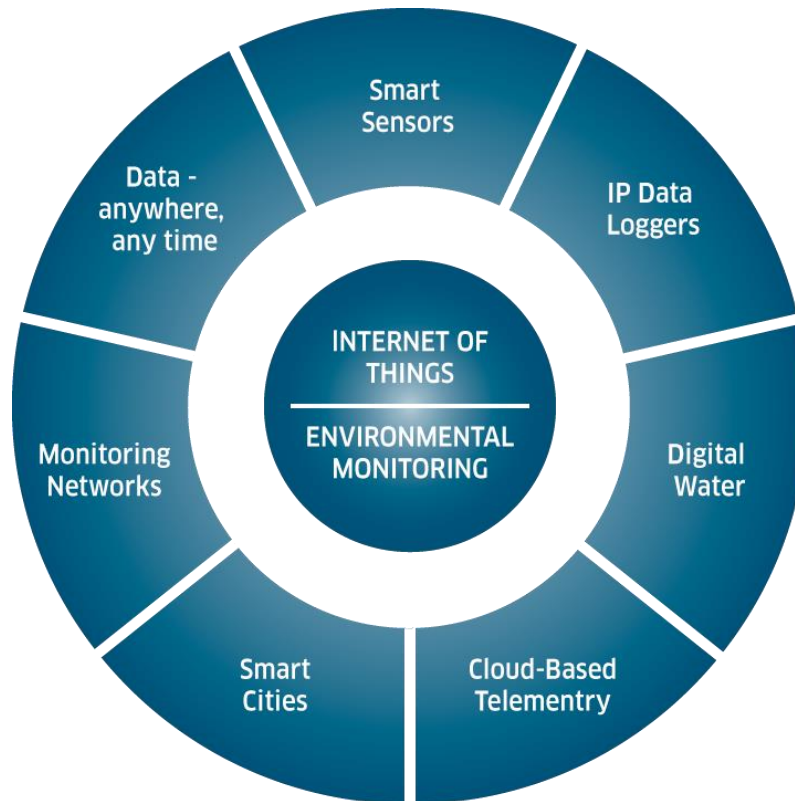 Smart
Sensors
IP Data
Loggers
Digital
Water
Cloud-Based
Telementry
Smart
Cities
Monitoring
Networks
Data -
anywhere,
any time
INTERNET OF
THINGS
ENVIRONMENTAL
MONITORING